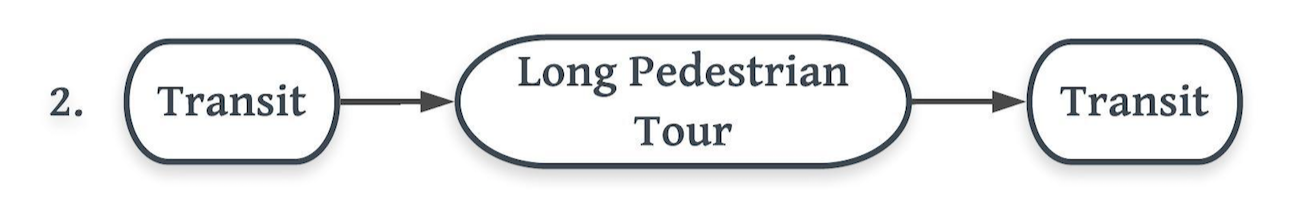 2.
Transit
Long Pedestrian
Tour
Transit